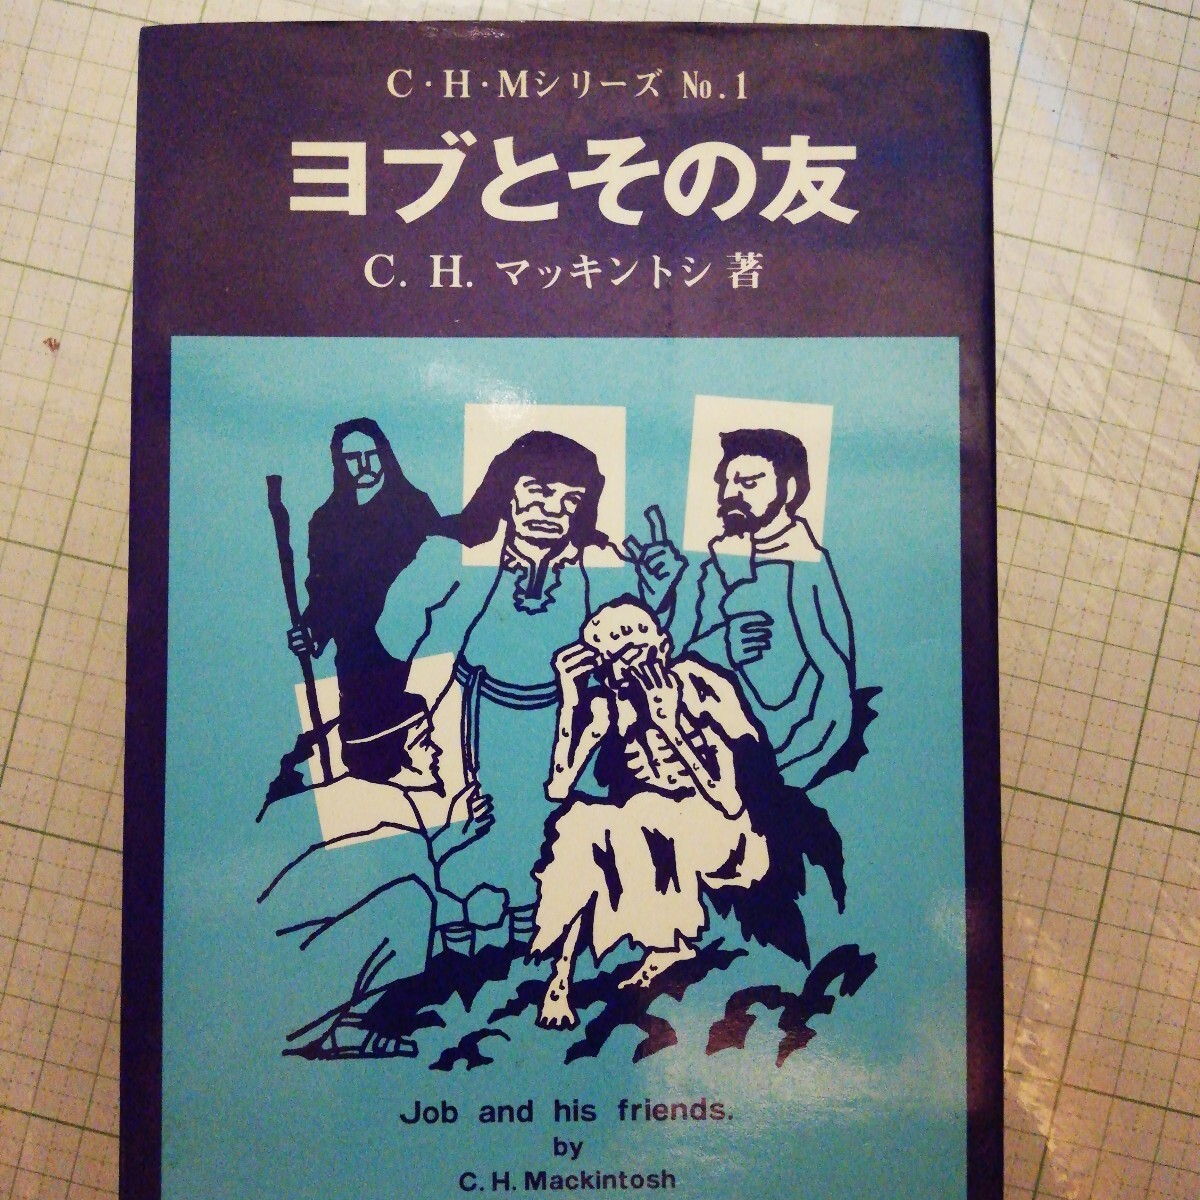 C・H・Mシリーズ No.1
ヨブとその友
C. H. マッキントシ 著
Job and his friends.
by
C. H. Mackintosh